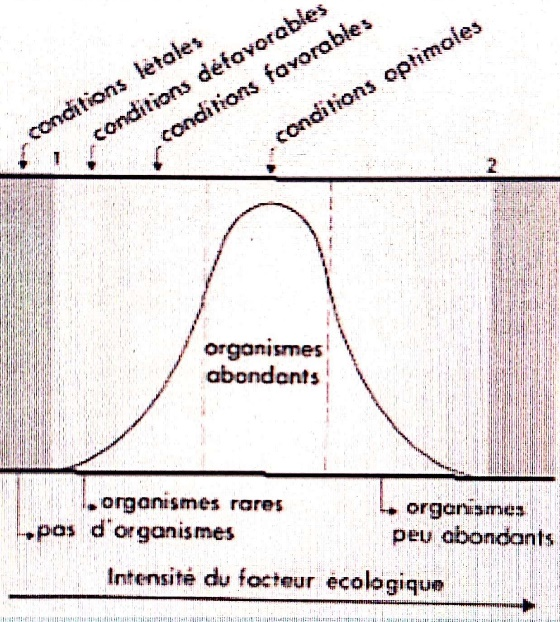 conditions létales
conditions défavorables
conditions favorables
conditions optimales
1
2
organismes
abondants
organismes rares
pas d'organismes
organismes
peu abondants
Intensité du facteur écologique